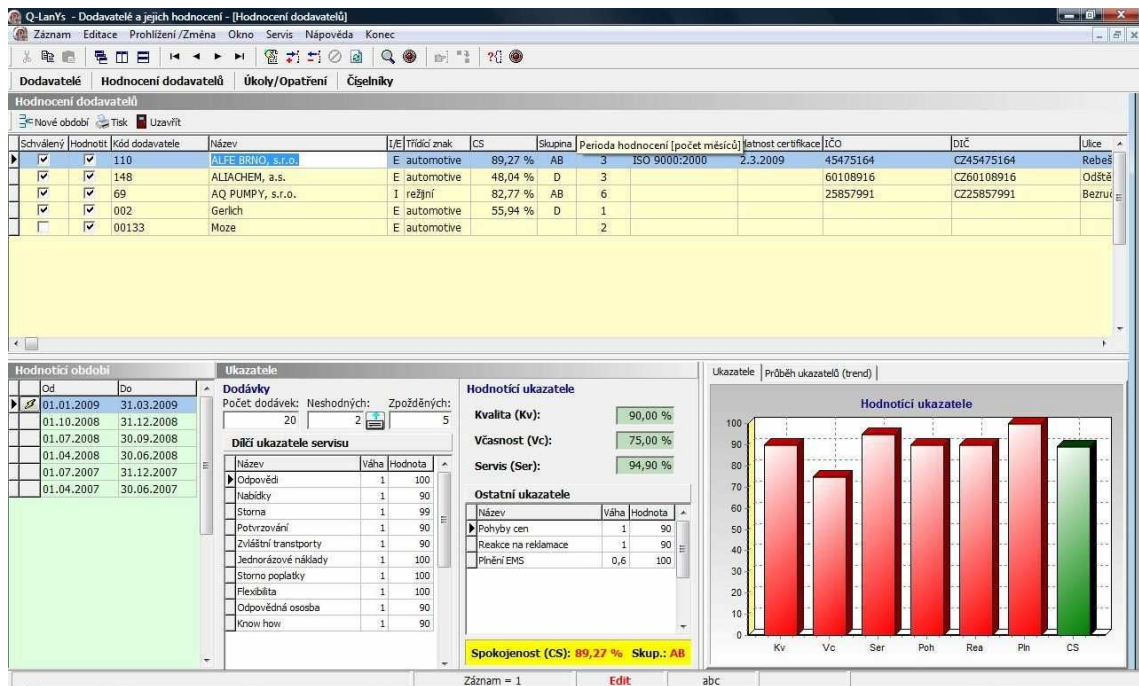 Q-LanYs - Dodavatelé a jejich hodnocení - [Hodnocení dodavatelů]
Záznam Editace Prohlížení /Změna Okno Servis Nápověda Konec
Dodavatelé Hodnocení dodavatelů Úkoly/Opatření Číselníky
Hodnocení dodavatelů
Nové období Tisk Uzavřít
Schválený Hodnotit Kód dodavatele Název I/E Třídící znak CS Skupina Perioda hodnocení [počet měsíců] latnost certifikace IČO DIČ Ulice
110 ALFE BRNO, s.r.o. E automotive 89,27 % AB 3 ISO 9000:2000 2.3.2009 45475164 CZ45475164 Rebeš
148 ALIACHEM, a.s. E automotive 48,04 % D 3 60108916 CZ60108916 Odště
69 AQ PUMPY, s.r.o. I režijní 82,77 % AB 6 25857991 CZ25857991 Bezruč
002 Gerlich E automotive 55,94 % D 1
00133 Moze E automotive 2
Hodnotící období
Od Do
01.01.2009 31.03.2009
01.10.2008 31.12.2008
01.07.2008 30.09.2008
01.04.2008 30.06.2008
01.07.2007 31.12.2007
01.04.2007 30.06.2007
Ukazatele
Dodávky
Počet dodávek: Neshodných: Zpožděných:
20 2 5
Dílčí ukazatele servisu
Název Váha Hodnota
Odpovědi 1 100
Nabídky 1 90
Storna 1 99
Potvrzování 1 90
Zvláštní transtporty 1 90
Jednorázové náklady 1 100
Storno poplatky 1 100
Flexibilita 1 100
Odpovědná ososba 1 90
Know how 1 90
Hodnotící ukazatele
Kvalita (Kv): 90,00 %
Včasnost (Vc): 75,00 %
Servis (Ser): 94,90 %
Ostatní ukazatele
Název Váha Hodnota
Pohyby cen 1 90
Reakce na reklamace 1 90
Plnění EMS 0,6 100
Spokojenost (CS): 89,27 % Skup.: AB
Ukazatele Průběh ukazatelů (trend)
Hodnotící ukazatele
100
90
80
70
60
50
40
30
20
10
0
Kv Vc Ser Poh Rea Pln CS
Záznam = 1 Edit abc